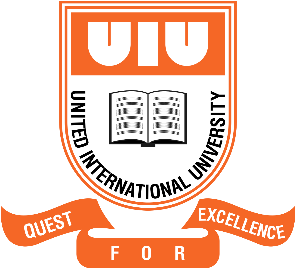 UIU
UNITED INTERNATIONAL UNIVERSITY
QUEST
FOR
EXCELLENCE